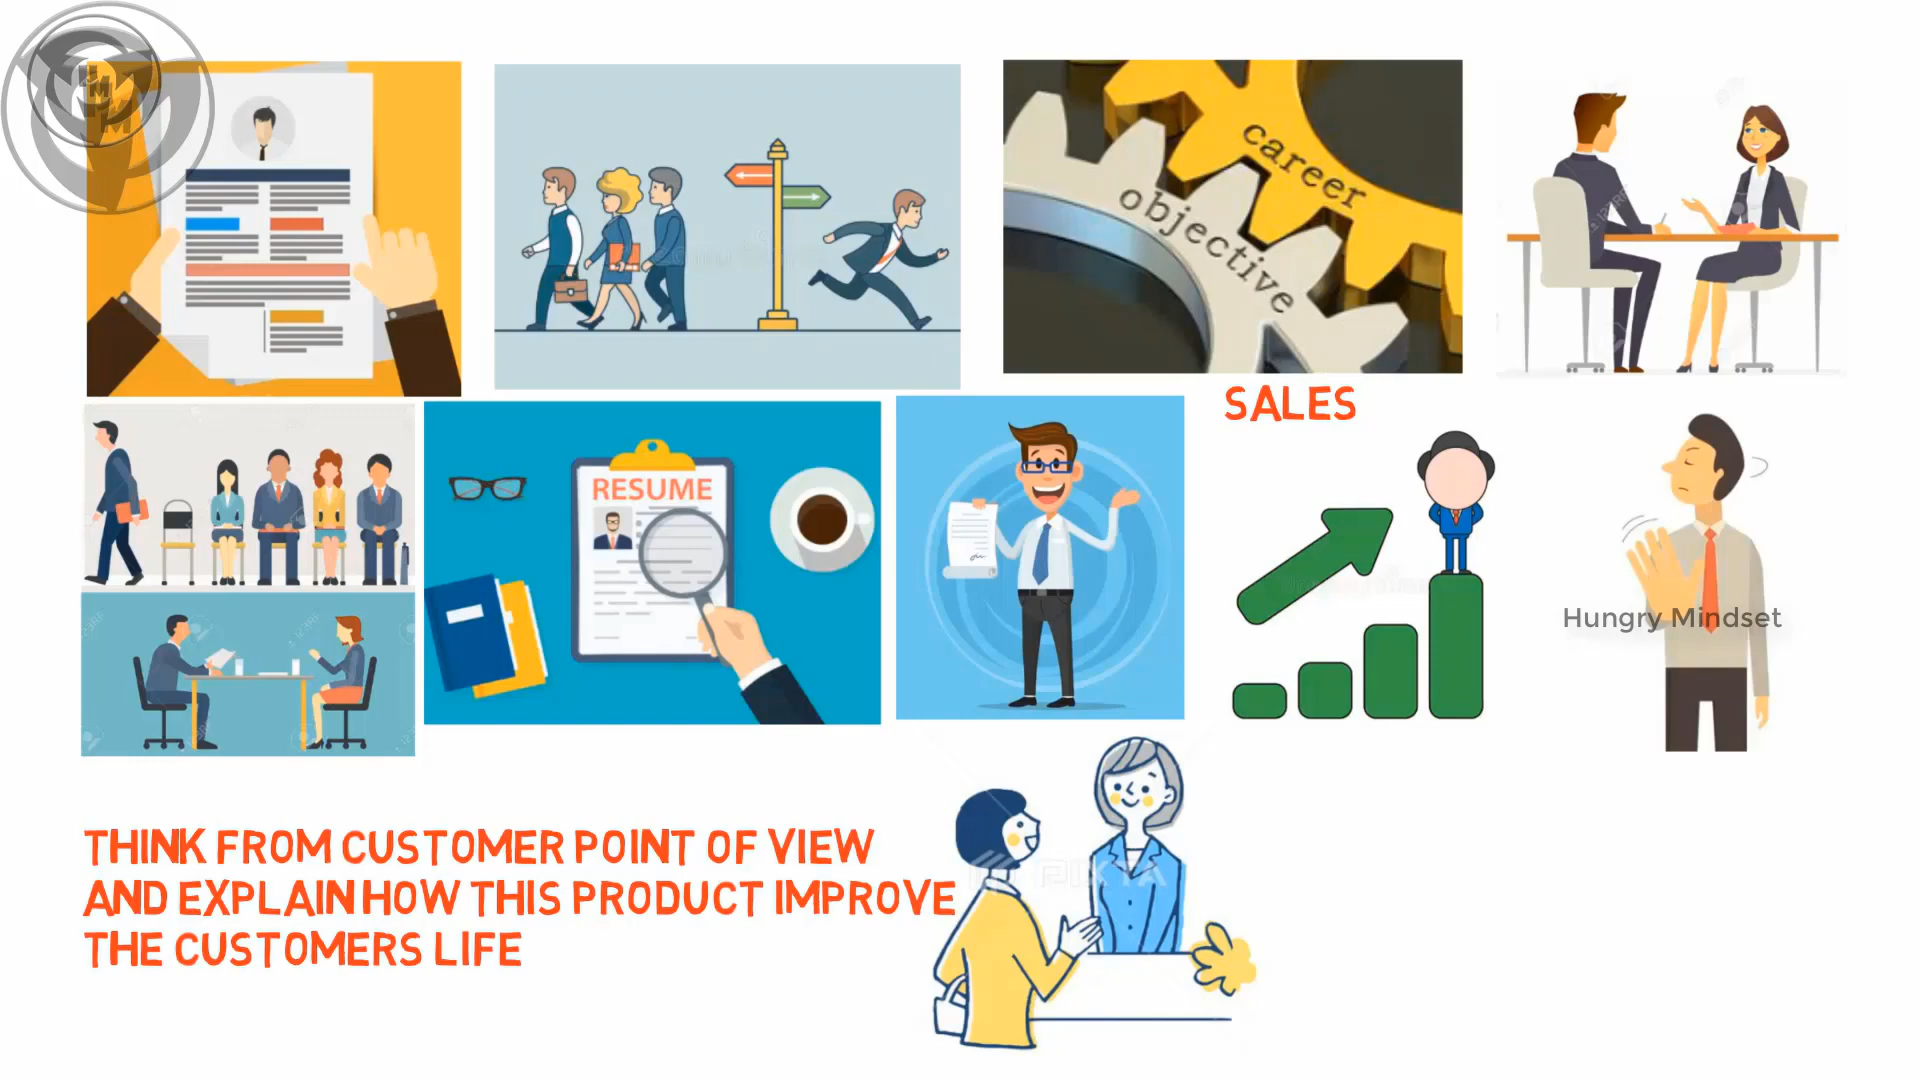 career
objective
SALES
RESUME
Hungry Mindset
THINK FROM CUSTOMER POINT OF VIEW
AND EXPLAIN HOW THIS PRODUCT IMPROVE
THE CUSTOMERS LIFE
PIXTA